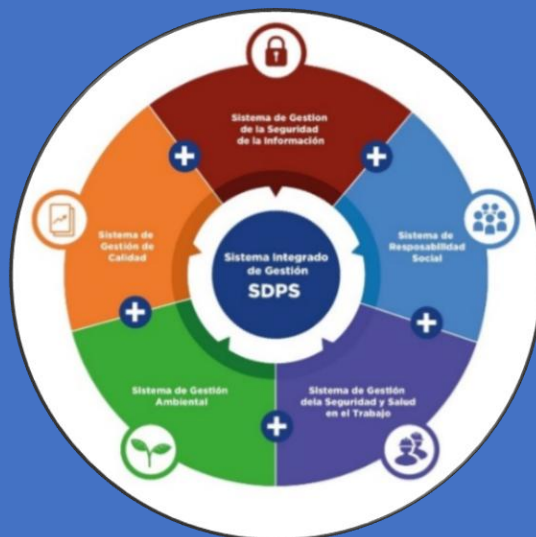 Sistema de Gestion
de la Seguridad
de la Información
Sistema de
Gestión de
Calidad
Sistema Integrado
de Gestión
SDPS
Sistema de
Resposabilidad
Social
Sistema de Gestión
Ambiental
Sistema de Gestión
dela Seguridad y Salud
en el Trabajo